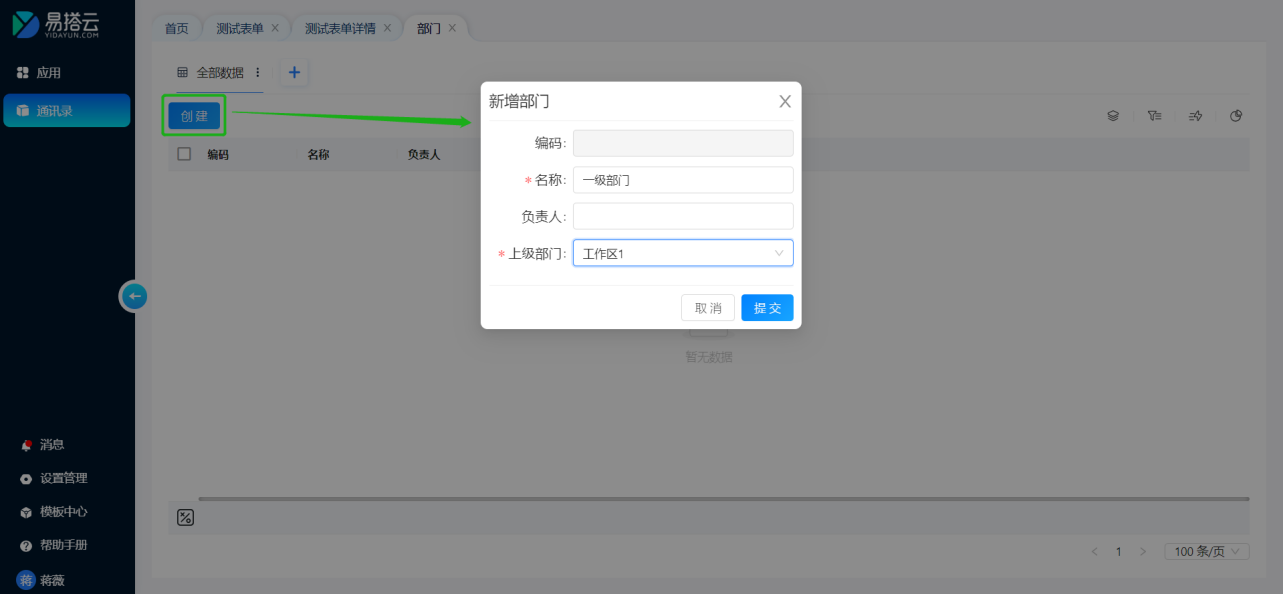 易搭云
YIDAYUN.COM
首页 测试表单 测试表单详情 部门
应用
通讯录
全部数据
创 建
编码 名称 负责人
新增部门
编码:
* 名称: 一级部门
负责人:
* 上级部门: 工作区1
取 消 提 交
暂无数据
消息
设置管理
模板中心
帮助手册
蒋 蒋薇
< 1 > 100 条/页